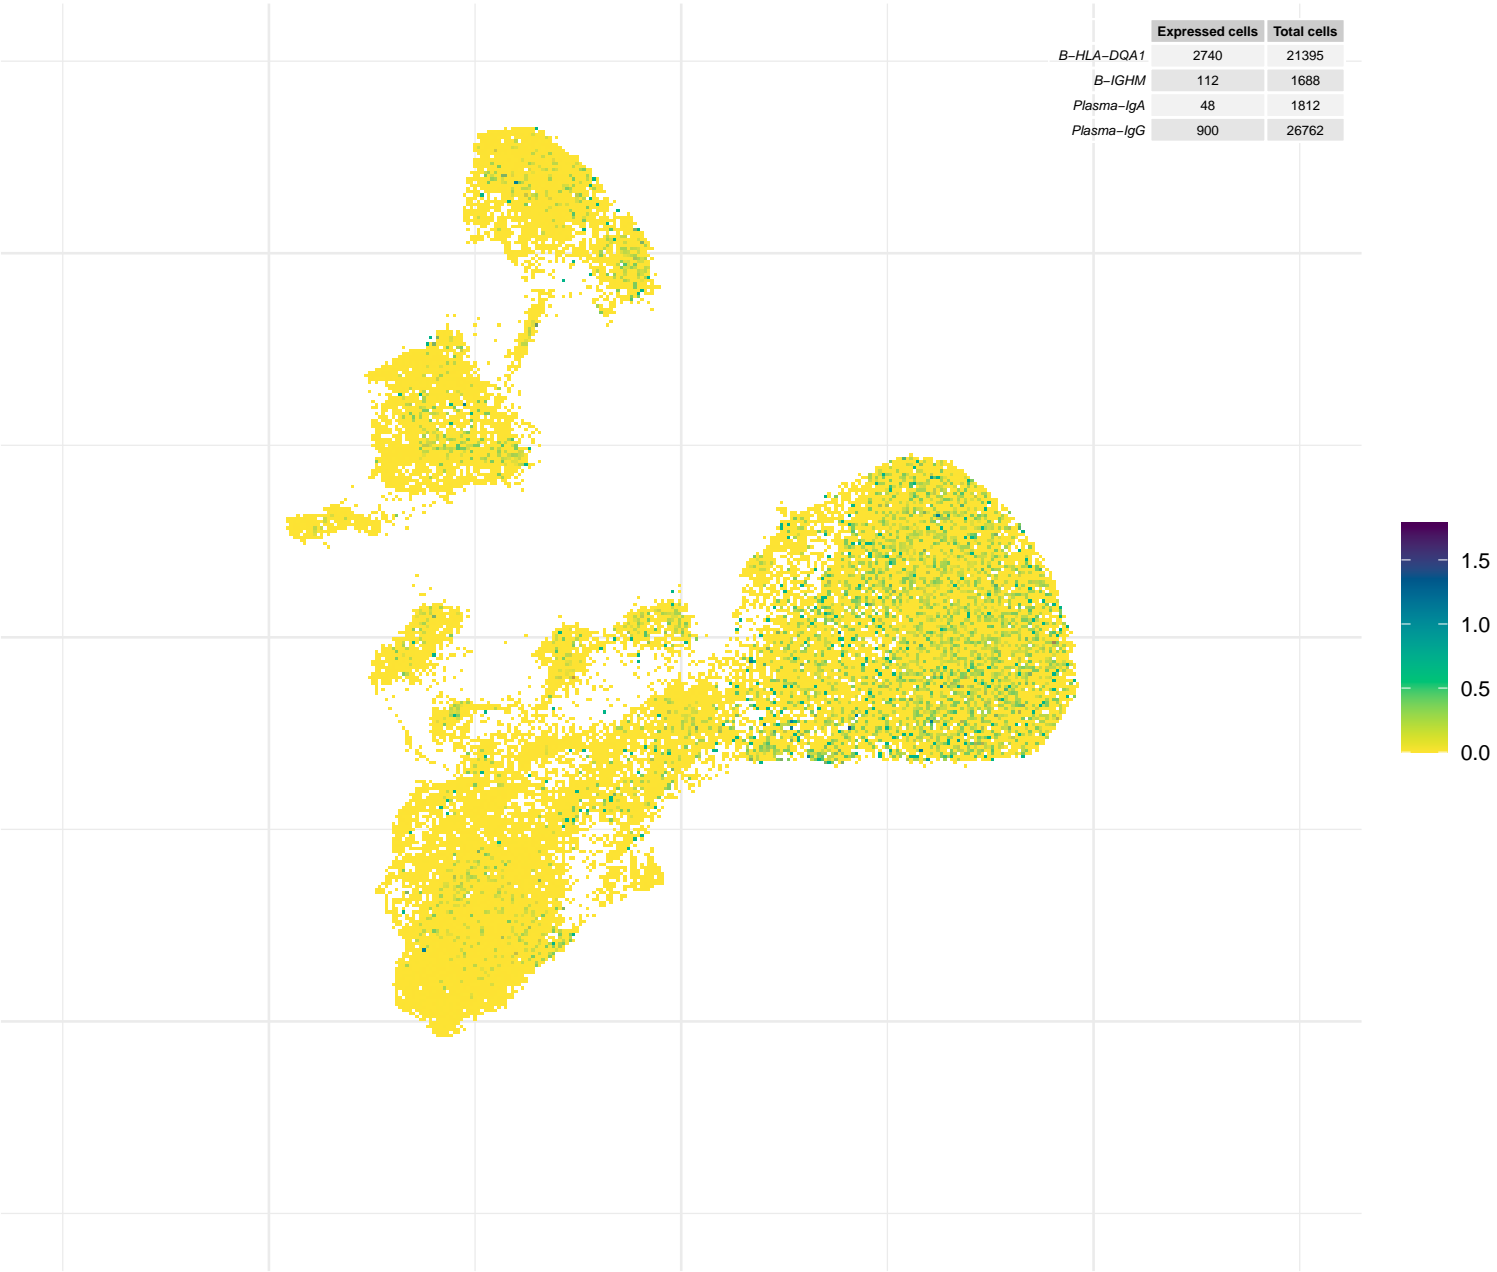 Expressed cells Total cells
B−HLA−DQA1 2740 21395
B−IGHM 112 1688
Plasma−IgA 48 1812
Plasma−IgG 900 26762
1.5
1.0
0.5
0.0